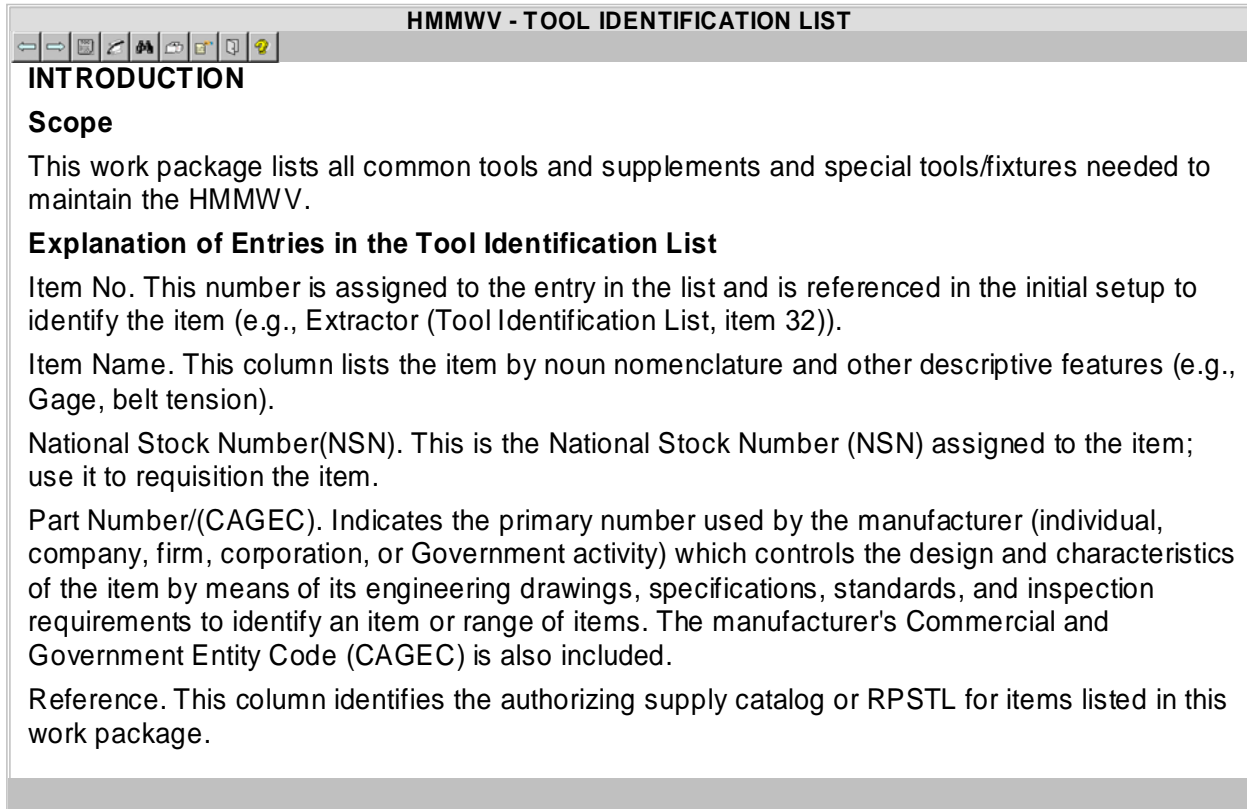 HMMWV - TOOL IDENTIFICATION LIST
INTRODUCTION
Scope
This work package lists all common tools and supplements and special tools/fixtures needed to
maintain the HMMWV.
Explanation of Entries in the Tool Identification List
Item No. This number is assigned to the entry in the list and is referenced in the initial setup to
identify the item (e.g., Extractor (Tool Identification List, item 32)).
Item Name. This column lists the item by noun nomenclature and other descriptive features (e.g.,
Gage, belt tension).
National Stock Number(NSN). This is the National Stock Number (NSN) assigned to the item;
use it to requisition the item.
Part Number/(CAGEC). Indicates the primary number used by the manufacturer (individual,
company, firm, corporation, or Government activity) which controls the design and characteristics
of the item by means of its engineering drawings, specifications, standards, and inspection
requirements to identify an item or range of items. The manufacturer's Commercial and
Government Entity Code (CAGEC) is also included.
Reference. This column identifies the authorizing supply catalog or RPSTL for items listed in this
work package.